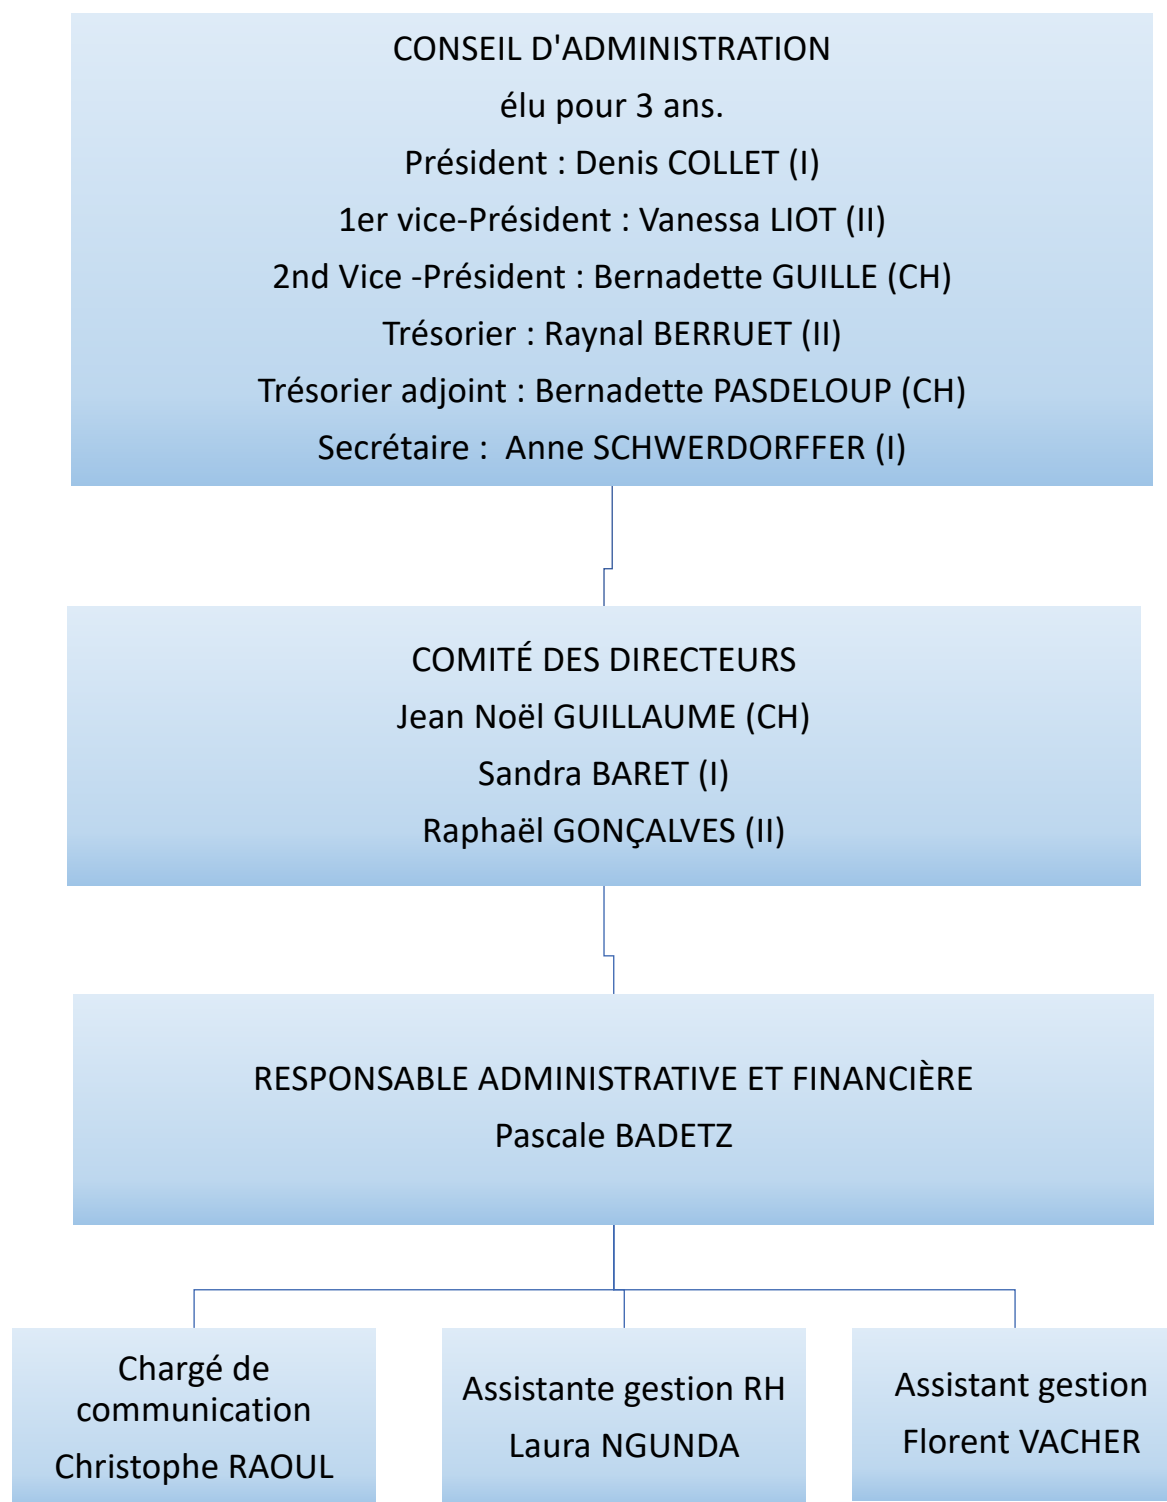 CONSEIL D'ADMINISTRATION
élu pour 3 ans.
Président : Denis COLLET (I)
1er vice-Président : Vanessa LIOT (II)
2nd Vice -Président : Bernadette GUILLE (CH)
Trésorier : Raynal BERRUET (II)
Trésorier adjoint : Bernadette PASDELOUP (CH)
Secrétaire :  Anne SCHWERDORFFER (I)
COMITÉ DES DIRECTEURS
Jean Noël GUILLAUME (CH)
Sandra BARET (I)
Raphaël GONÇALVES (II)
RESPONSABLE ADMINISTRATIVE ET FINANCIÈRE
Pascale BADETZ
Chargé de
communication
Christophe RAOUL
Assistante gestion RH
Laura NGUNDA
Assistant gestion
Florent VACHER